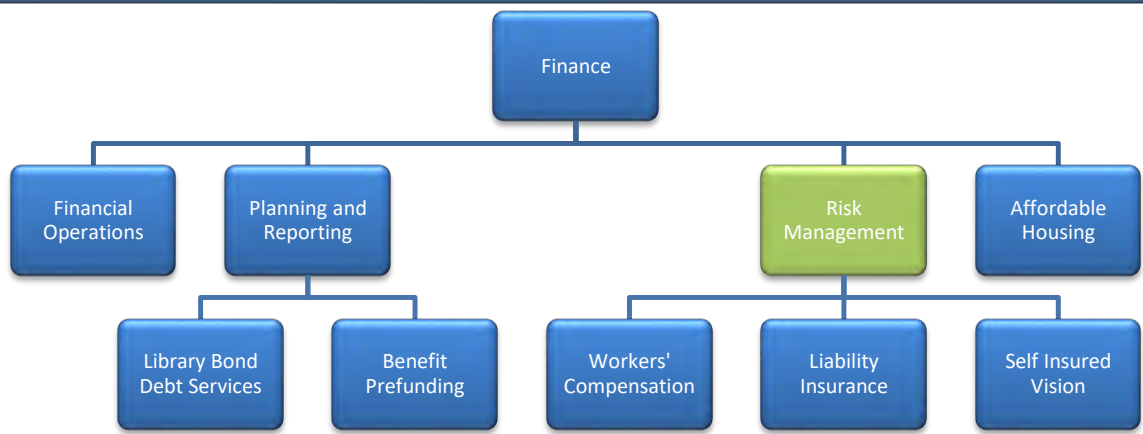 Finance
Financial
Operations
Planning and
Reporting
Risk
Management
Affordable
Housing
Library Bond
Debt Services
Benefit
Prefunding
Workers'
Compensation
Liability
Insurance
Self Insured
Vision